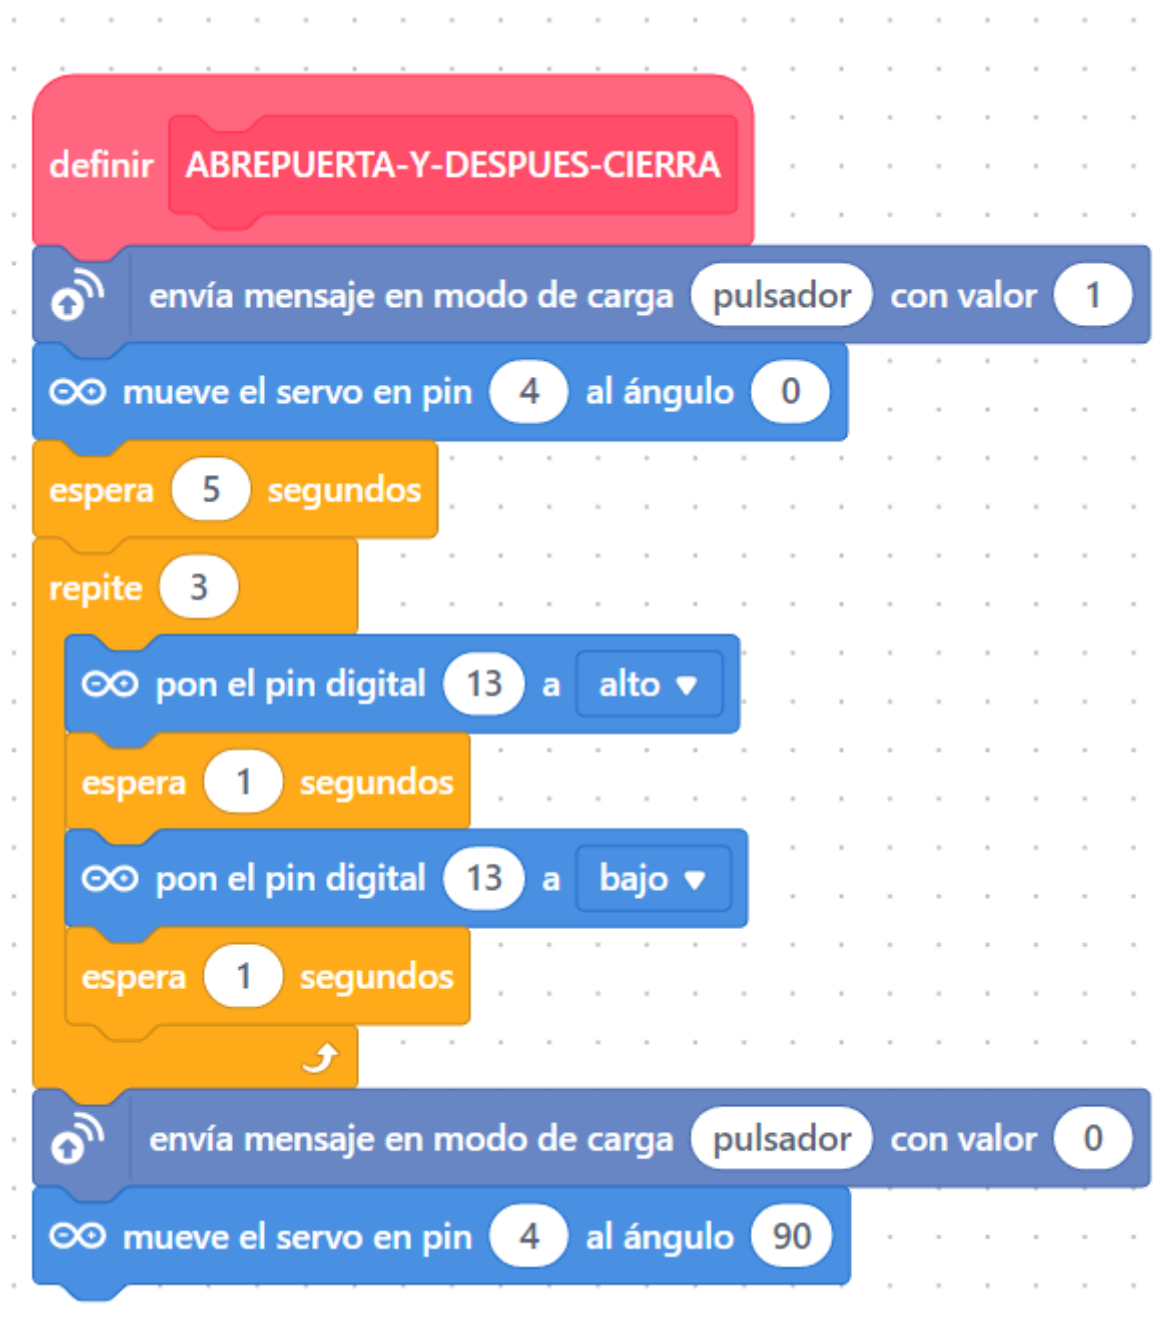 definir ABREPUERTA-Y-DESPUES-CIERRA
envía mensaje en modo de carga pulsador con valor 1
mueve el servo en pin 4 al ángulo 0
espera 5 segundos
repite 3
pon el pin digital 13 a alto
espera 1 segundos
pon el pin digital 13 a bajo
espera 1 segundos
envía mensaje en modo de carga pulsador con valor 0
mueve el servo en pin 4 al ángulo 90